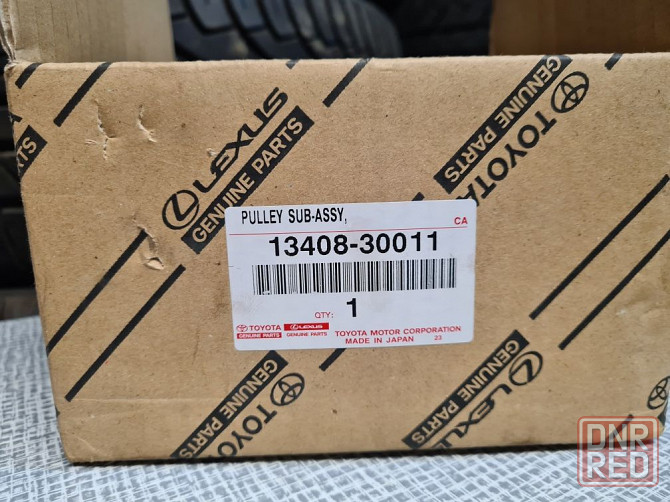 LEXUS
GENUINE PARTS
GENUINE PARTS
TOYOTA
PULLEY SUB-ASSY,
CA
13408-30011
QTY: 1
TOYOTA
GENUINE PARTS
LEXUS
GENUINE PARTS
TOYOTA MOTOR CORPORATION
MADE IN JAPAN 23
GENUINE PARTS
TOYOTA
LEXUS
GENUINE PARTS
DNR
RED